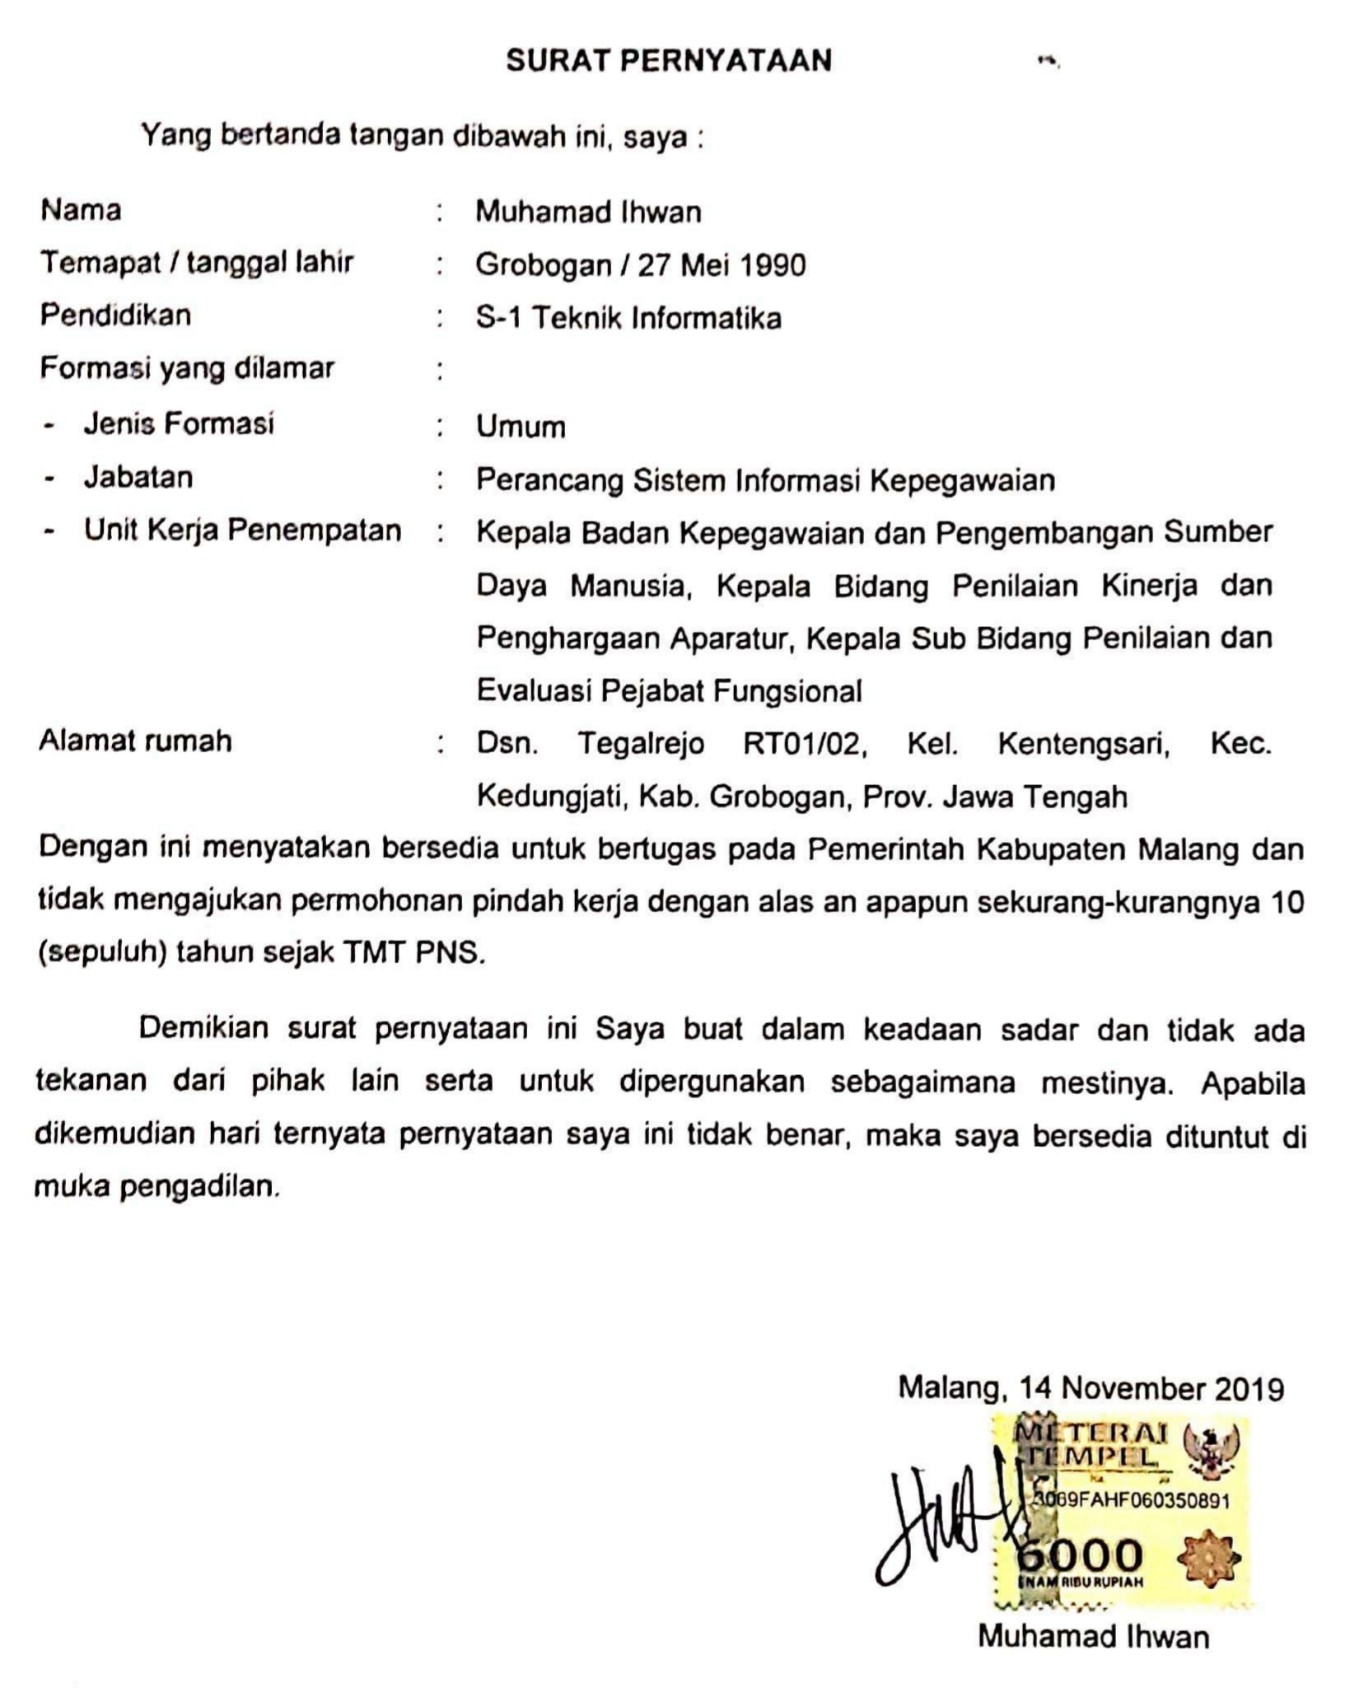 SURAT PERNYATAAN
Yang bertanda tangan dibawah ini, saya :
Nama : Muhamad Ihwan
Temapat / tanggal lahir : Grobogan / 27 Mei 1990
Pendidikan : S-1 Teknik Informatika
Formasi yang dilamar :
- Jenis Formasi : Umum
- Jabatan : Perancang Sistem Informasi Kepegawaian
- Unit Kerja Penempatan : Kepala Badan Kepegawaian dan Pengembangan Sumber
Daya Manusia, Kepala Bidang Penilaian Kinerja dan
Penghargaan Aparatur, Kepala Sub Bidang Penilaian dan
Evaluasi Pejabat Fungsional
Alamat rumah : Dsn. Tegalrejo RT01/02, Kel. Kentengsari, Kec.
Kedungjati, Kab. Grobogan, Prov. Jawa Tengah
Dengan ini menyatakan bersedia untuk bertugas pada Pemerintah Kabupaten Malang dan
tidak mengajukan permohonan pindah kerja dengan alas an apapun sekurang-kurangnya 10
(sepuluh) tahun sejak TMT PNS.
Demikian surat pernyataan ini Saya buat dalam keadaan sadar dan tidak ada
tekanan dari pihak lain serta untuk dipergunakan sebagaimana mestinya. Apabila
dikemudian hari ternyata pernyataan saya ini tidak benar, maka saya bersedia dituntut di
muka pengadilan.
Malang, 14 November 2019
METERAI
TEMPEL
3069FAHF060350891
6000
ENAM RIBU RUPIAH
Muhamad Ihwan